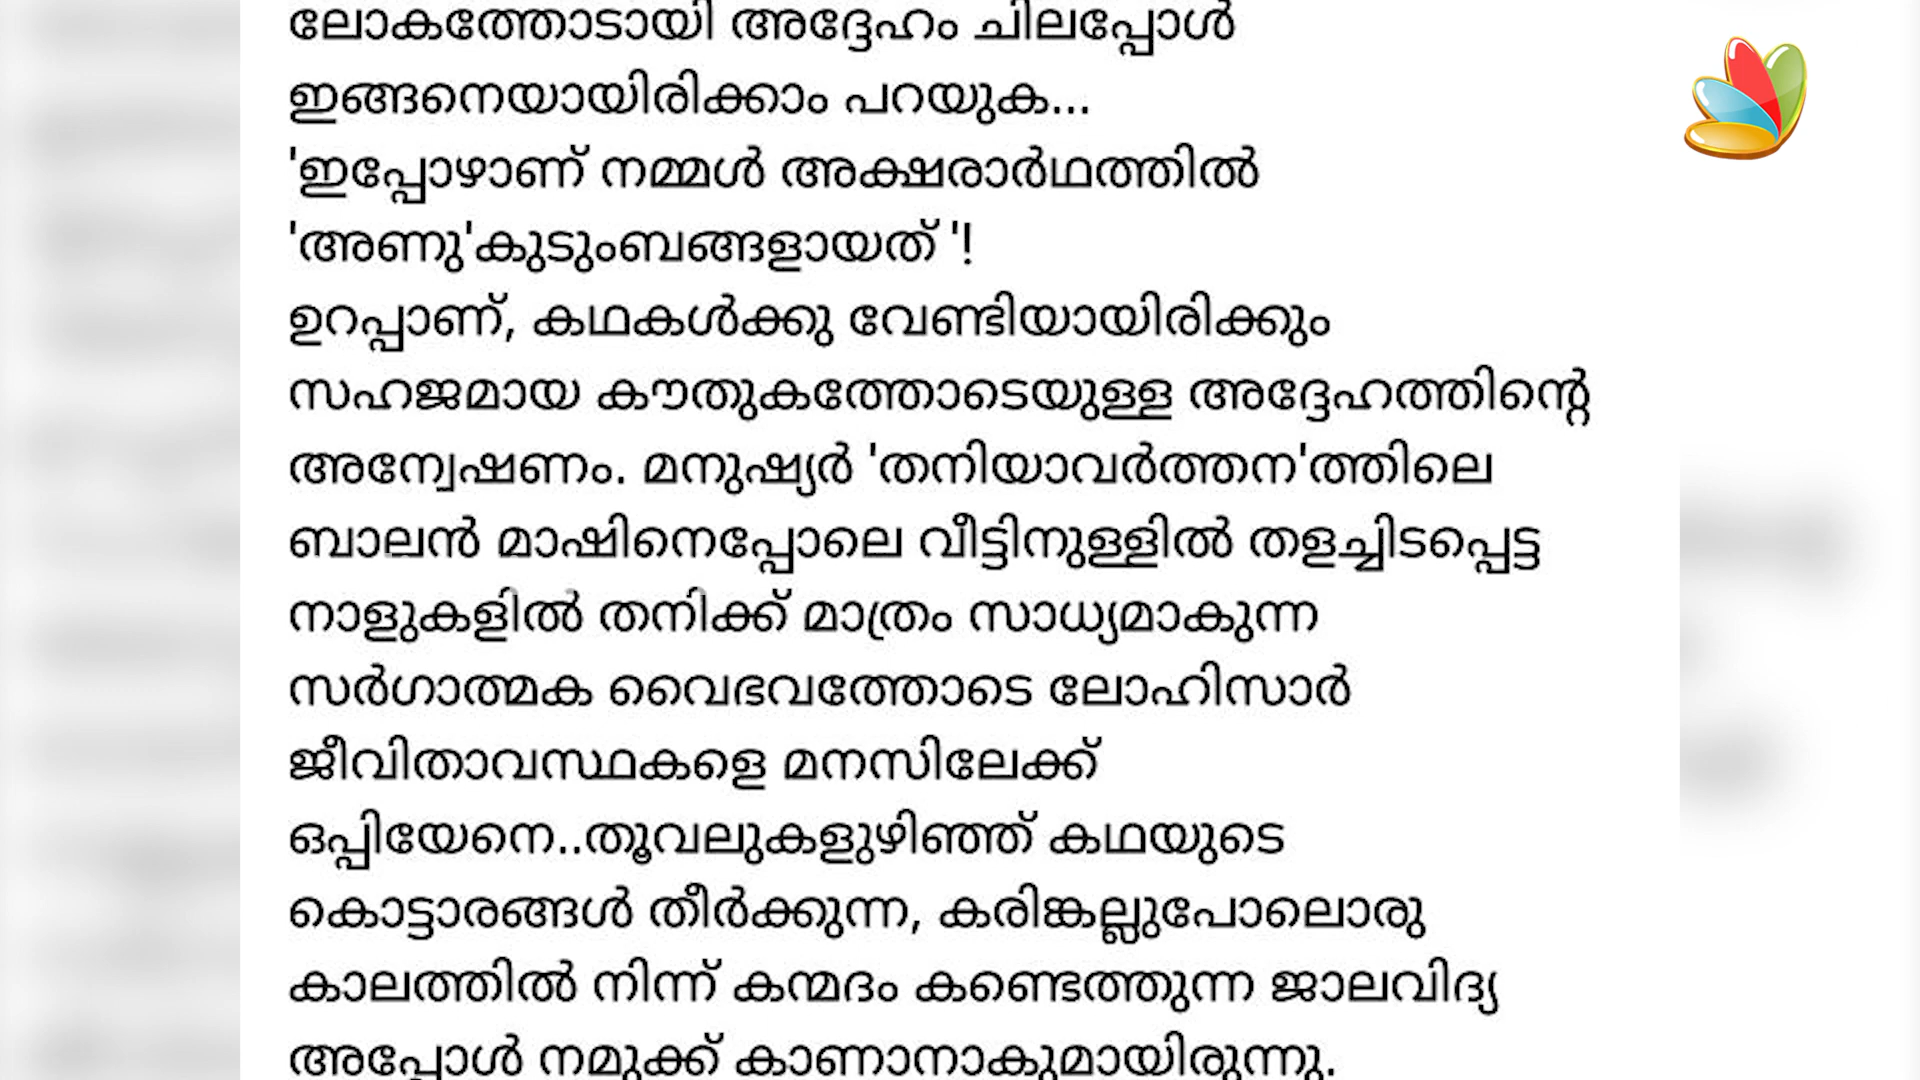 ലോകത്തോടായി അദ്ദേഹം ചിലപ്പോൾ
ഇങ്ങനെയായിരിക്കാം പറയുക...
'ഇപ്പോഴാണ് നമ്മൾ അക്ഷരാർഥത്തിൽ
'അണു'കുടുംബങ്ങളായത് '!
ഉറപ്പാണ്, കഥകൾക്കു വേണ്ടിയായിരിക്കും
സഹജമായ കൗതുകത്തോടെയുള്ള അദ്ദേഹത്തിന്റെ
അന്വേഷണം. മനുഷ്യർ 'തനിയാവർത്തന'ത്തിലെ
ബാലൻ മാഷിനെപ്പോലെ വീട്ടിനുള്ളിൽ തളച്ചിടപ്പെട്ട
നാളുകളിൽ തനിക്ക് മാത്രം സാധ്യമാകുന്ന
സർഗാത്മക വൈഭവത്തോടെ ലോഹിസാർ
ജീവിതാവസ്ഥകളെ മനസിലേക്ക്
ഒപ്പിയേനെ..തൂവലുകളുഴിഞ്ഞ് കഥയുടെ
കൊട്ടാരങ്ങൾ തീർക്കുന്ന, കരിങ്കല്ലുപോലൊരു
കാലത്തിൽ നിന്ന് കന്മദം കണ്ടെത്തുന്ന ജാലവിദ്യ
അപ്പോൾ നമുക്ക് കാണാനാകുമായിരുന്നു.